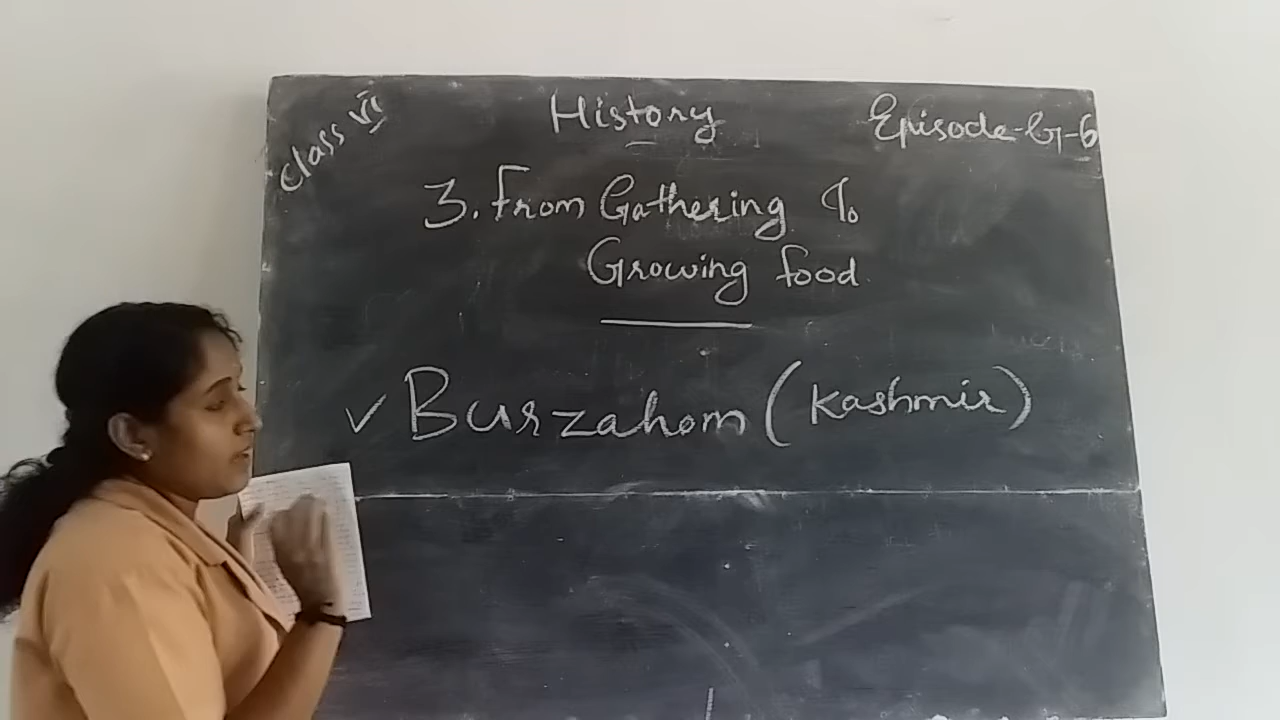 Class VI
History
Episode-G-6
3. From Gathering to
Growing food
✓ Burzahom (Kashmir)